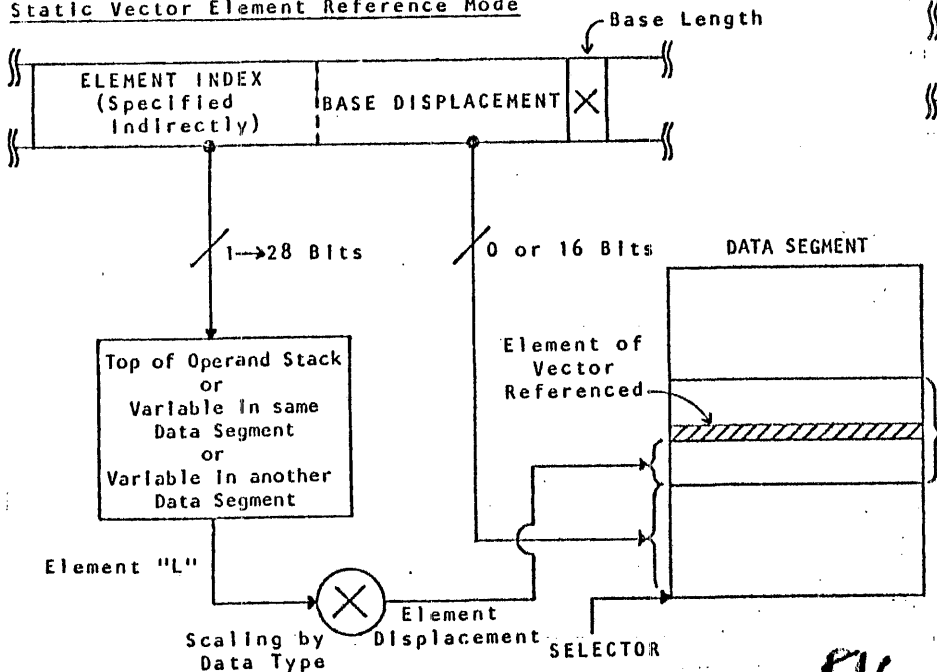 Static Vector Element Reference Mode
Base Length
ELEMENT INDEX
(Specified
Indirectly)
BASE DISPLACEMENT
X
1→28 Bits
0 or 16 Bits
DATA SEGMENT
Top of Operand Stack
or
Variable in same
Data Segment
or
Variable in another
Data Segment
Element of
Vector
Referenced
Element "L"
Scaling by
Data Type
Element
Displacement
SELECTOR